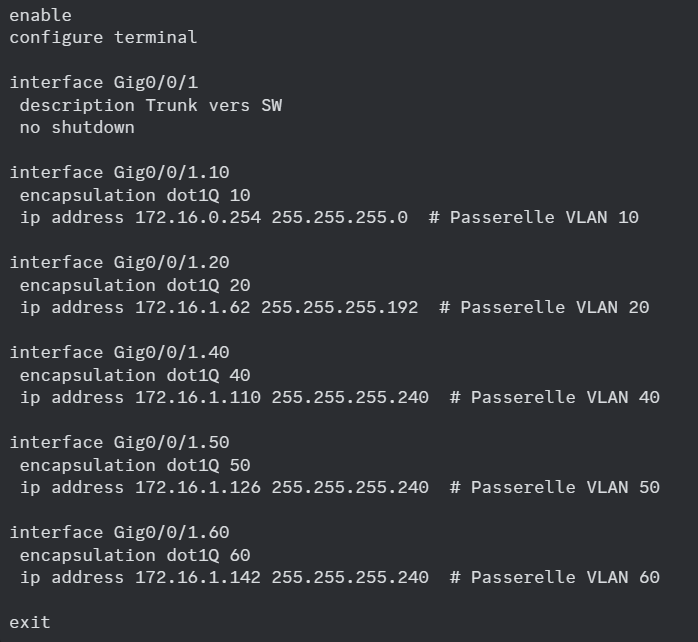 enable
configure terminal
interface Gig0/0/1
description Trunk vers SW
no shutdown
interface Gig0/0/1.10
encapsulation dot1Q 10
ip address 172.16.0.254 255.255.255.0  # Passerelle VLAN 10
interface Gig0/0/1.20
encapsulation dot1Q 20
ip address 172.16.1.62 255.255.255.192  # Passerelle VLAN 20
interface Gig0/0/1.40
encapsulation dot1Q 40
ip address 172.16.1.110 255.255.255.240  # Passerelle VLAN 40
interface Gig0/0/1.50
encapsulation dot1Q 50
ip address 172.16.1.126 255.255.255.240  # Passerelle VLAN 50
interface Gig0/0/1.60
encapsulation dot1Q 60
ip address 172.16.1.142 255.255.255.240  # Passerelle VLAN 60
exit